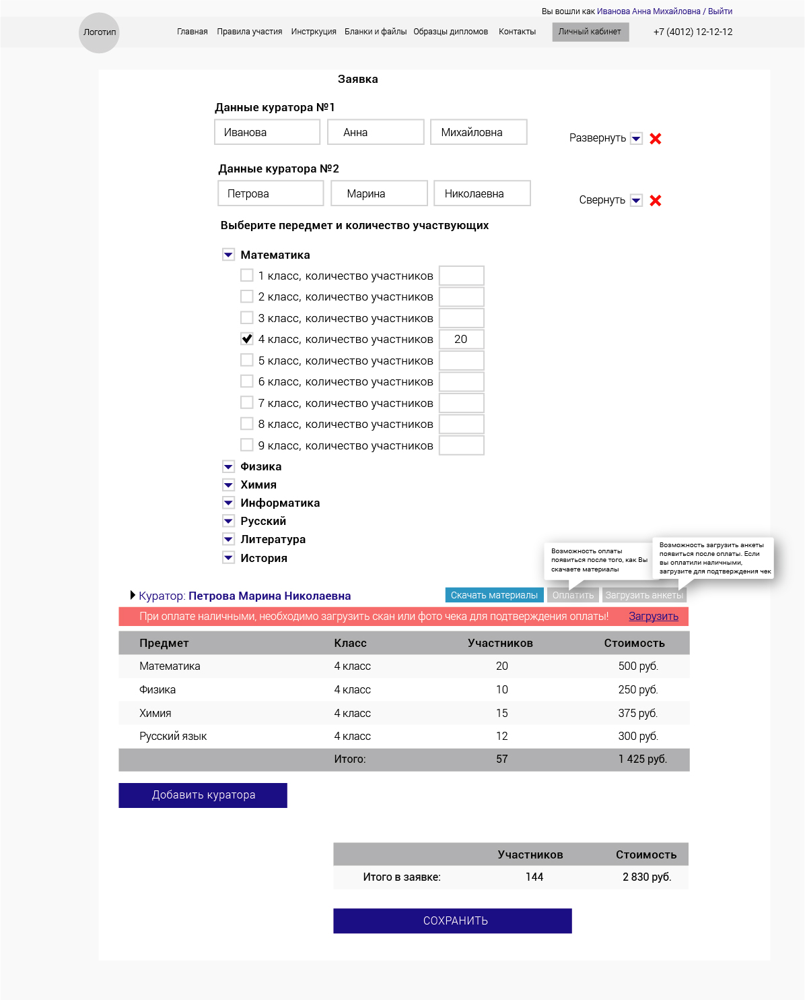 Вы вошли как Иванова Анна Михайловна / Выйти
Логотип
Главная Правила участия Инстркуция Бланки и файлы Образцы дипломов Контакты Личный кабинет +7 (4012) 12-12-12
Заявка
Данные куратора №1
Иванова Анна Михайловна
Развернуть
Данные куратора №2
Петрова Марина Николаевна
Свернуть
Выберите передмет и количество участвующих
Математика
1 класс, количество участников
2 класс, количество участников
3 класс, количество участников
4 класс, количество участников 20
5 класс, количество участников
6 класс, количество участников
7 класс, количество участников
8 класс, количество участников
9 класс, количество участников
Физика
Химия
Информатика
Русский
Литература
История
Возможность оплаты
появиться после того, как Вы
скачаете материалы
Возможность загрузить анкеты
появиться после оплаты. Если
вы оплатили наличными,
загрузите для подтверждения чек
Куратор: Петрова Марина Николаевна
Скачать материалы Оплатить Загрузить анкеты
При оплате наличными, необходимо загрузить скан или фото чека для подтверждения оплаты! Загрузить
Предмет Класс Участников Стоимость
Математика 4 класс 20 500 руб.
Физика 4 класс 10 250 руб.
Химия 4 класс 15 375 руб.
Русский язык 4 класс 12 300 руб.
Итого: 57 1 425 руб.
Добавить куратора
Участников Стоимость
Итого в заявке: 144 2 830 руб.
СОХРАНИТЬ